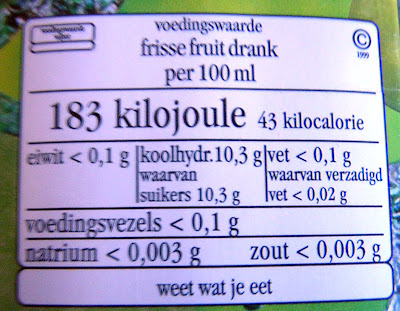 voedingswaarde
frisse fruit drank
per 100 ml
© 1999
183 kilojoule 43 kilocalorie
eiwit < 0,1 g
koolhydr. 10,3 g
waarvan
suikers 10,3 g
vet < 0,1 g
waarvan verzadigd
vet < 0,02 g
voedingsvezels < 0,1 g
natrium < 0,003 g zout < 0,003 g
weet wat je eet